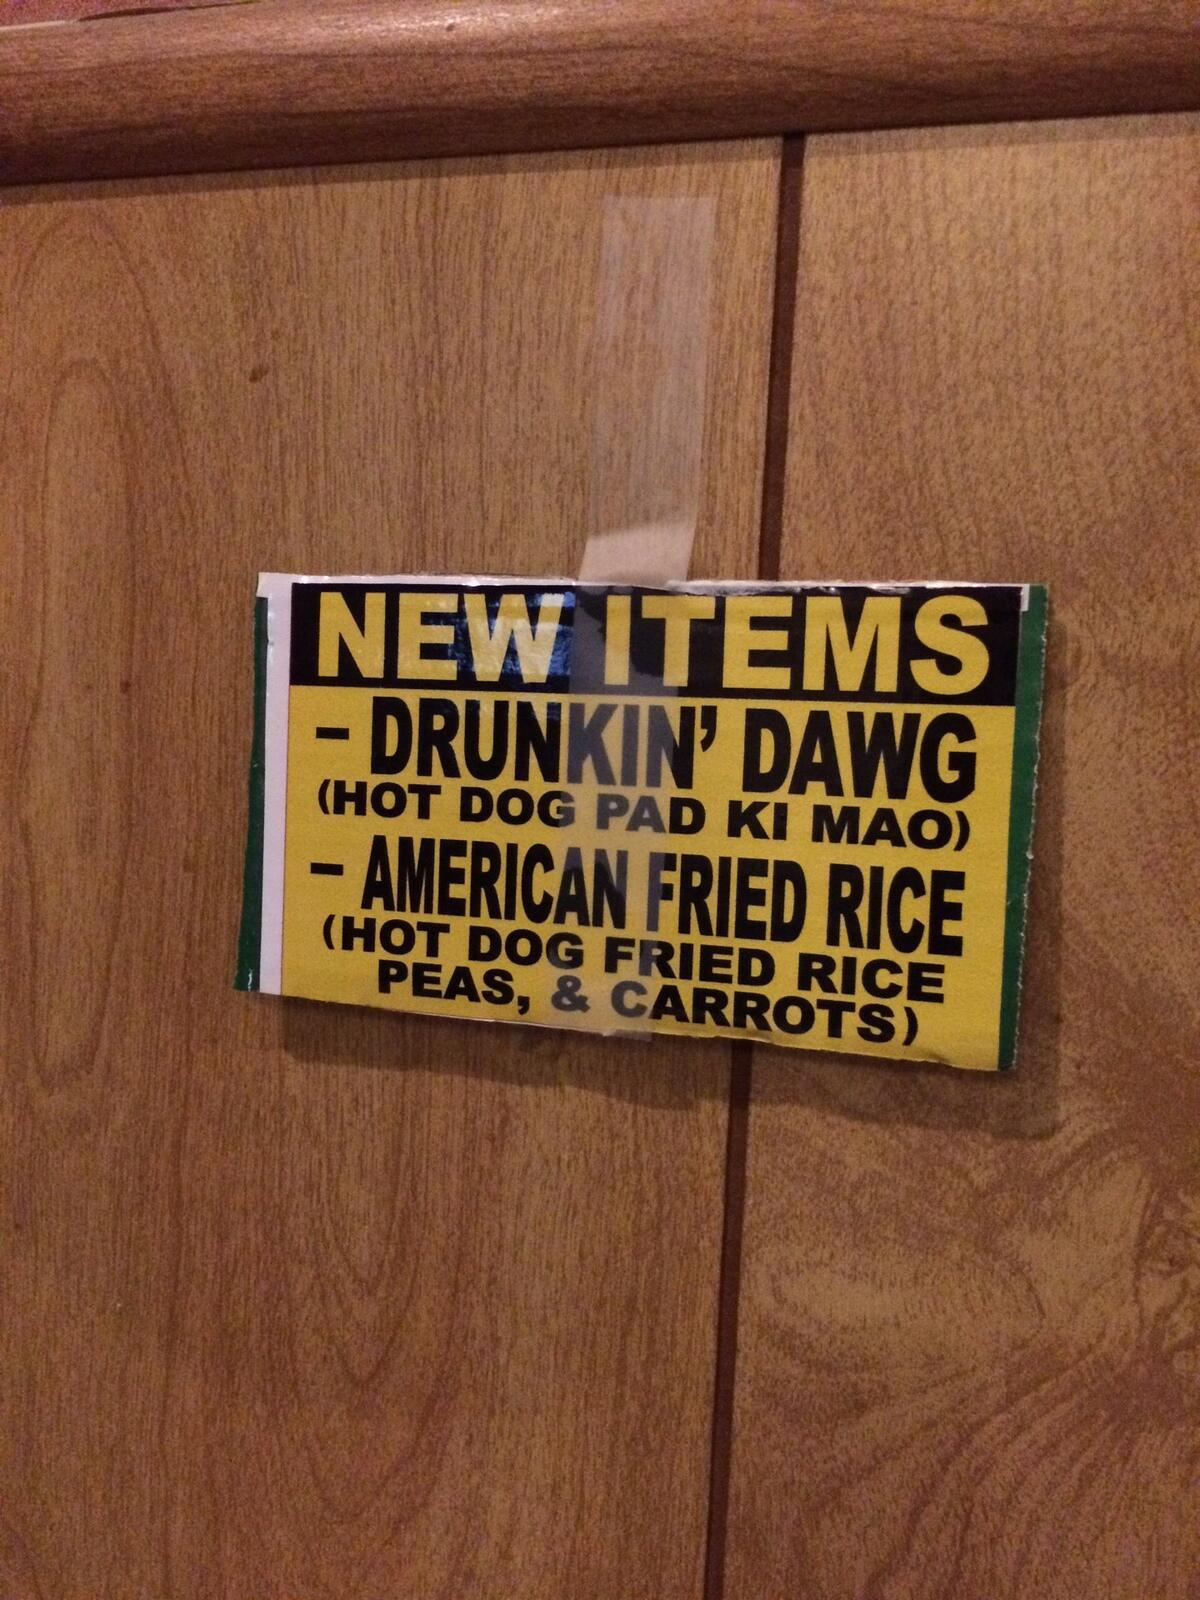 NEW ITEMS
- DRUNKIN' DAWG
(HOT DOG PAD KI MAO)
- AMERICAN FRIED RICE
(HOT DOG FRIED RICE
PEAS, & CARROTS)